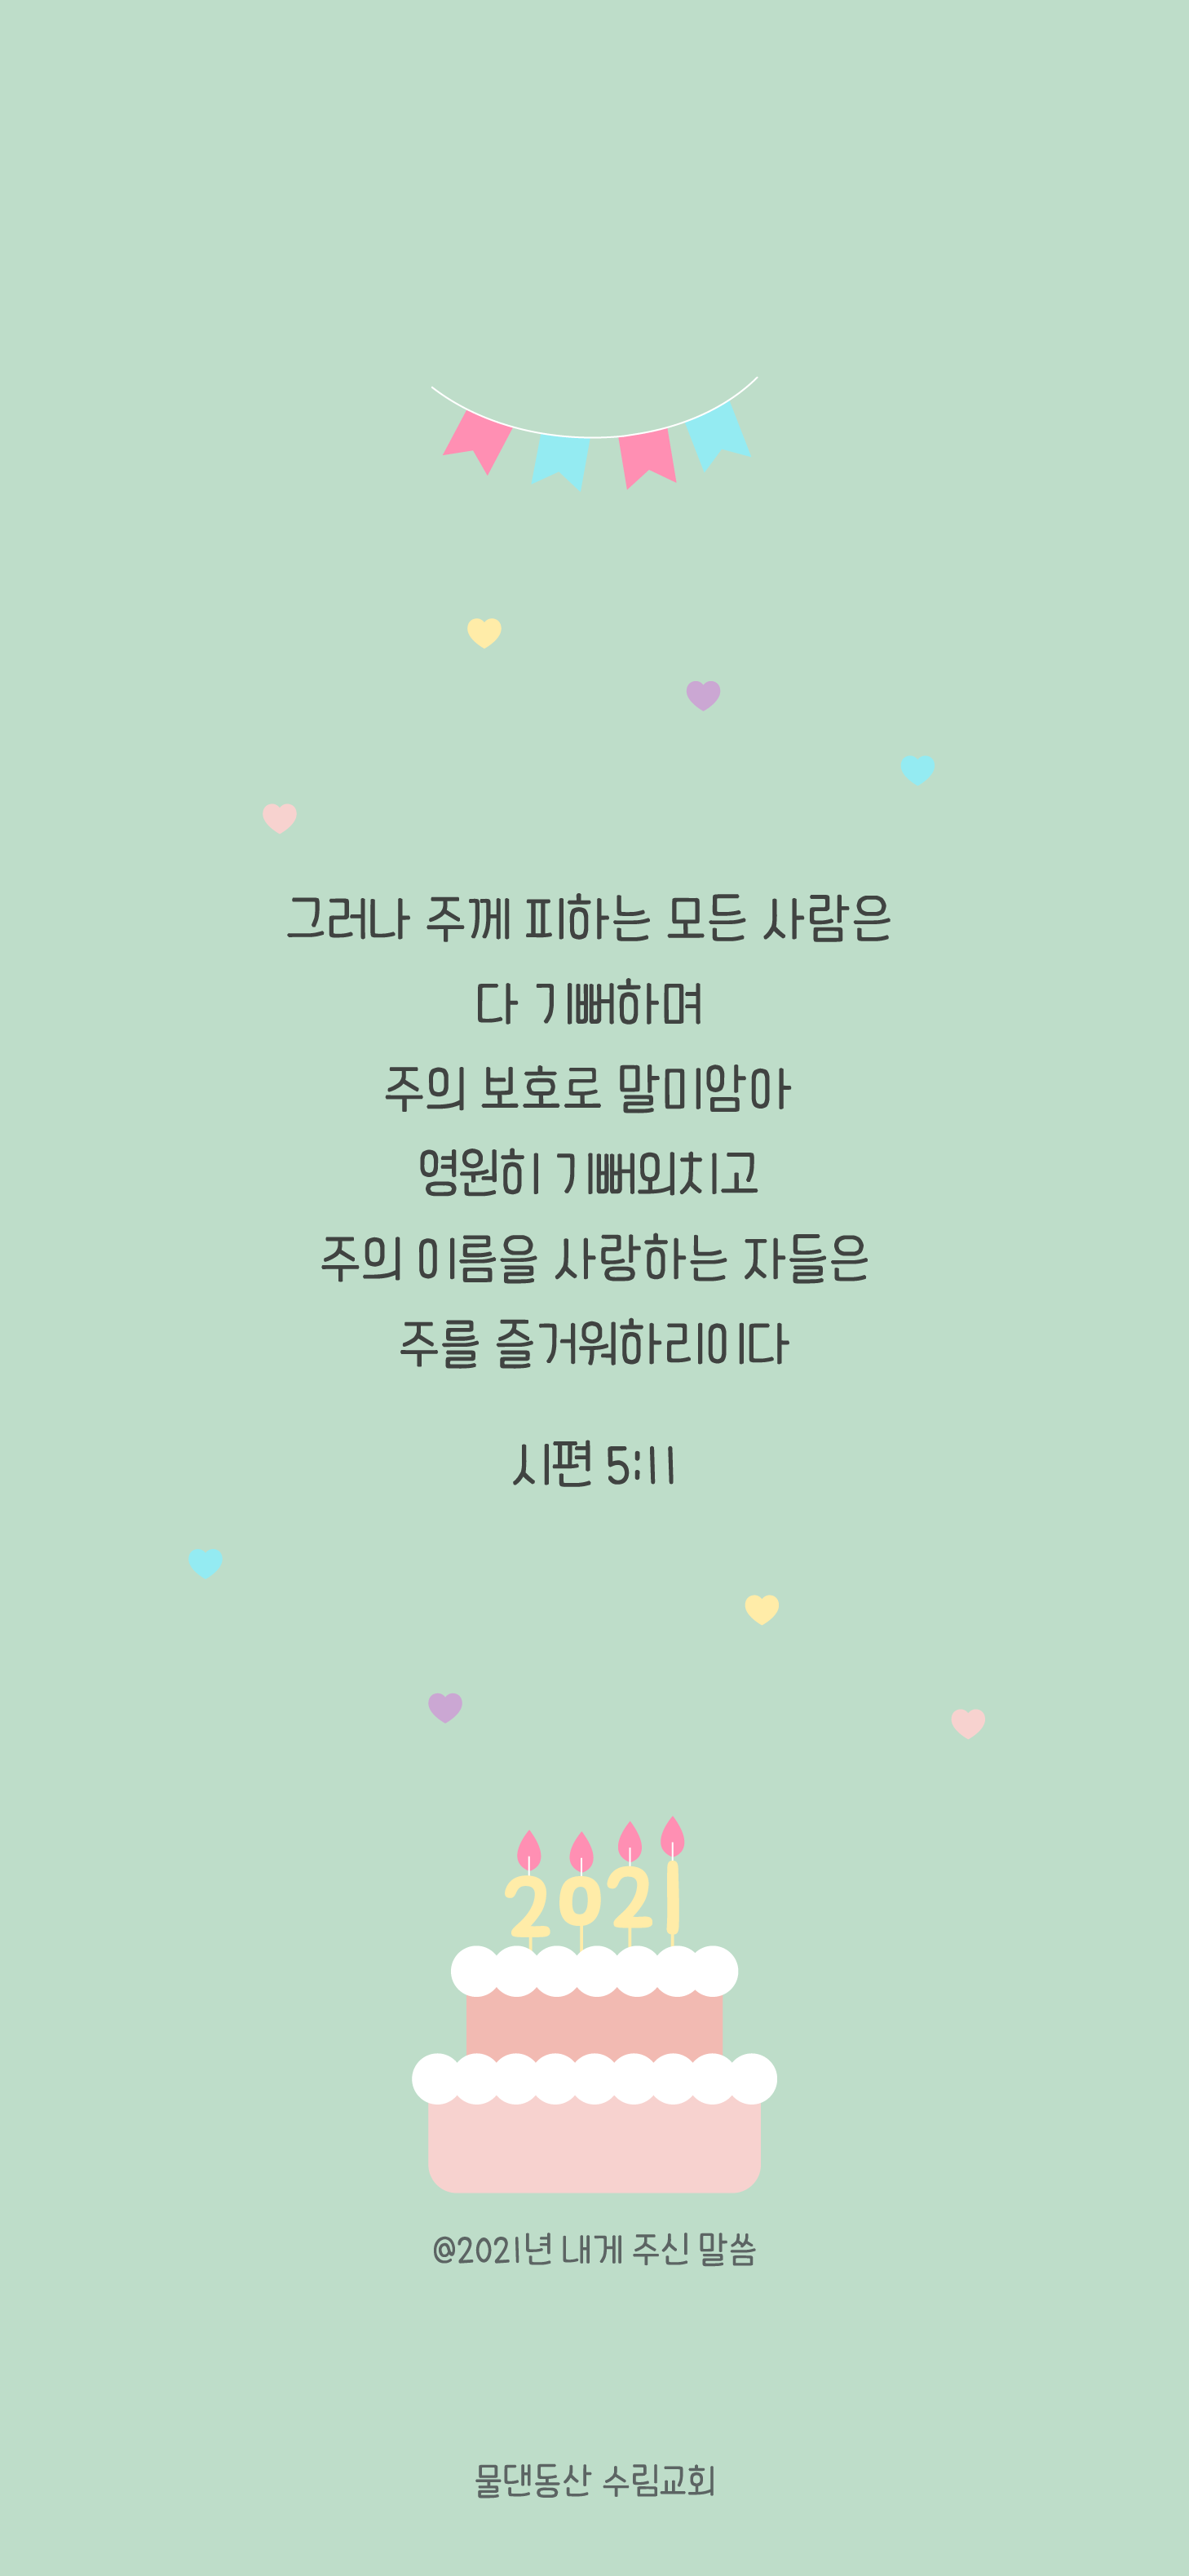 그러나 주께 피하는 모든 사람은
다 기뻐하며
주의 보호로 말미암아
영원히 기뻐외치고
주의 이름을 사랑하는 자들은
주를 즐거워하리이다
시편 5:11
2021
@2021년 내게 주신 말씀
물댄동산 수림교회